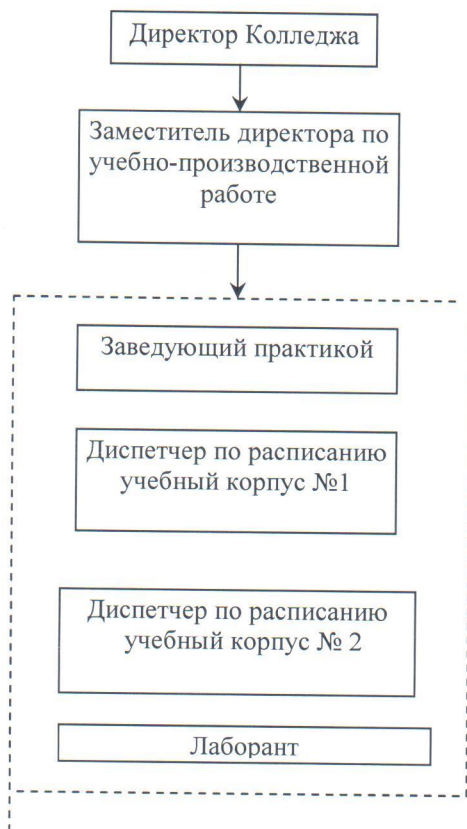 Директор Колледжа
Заместитель директора по
учебно-производственной
работе
Заведующий практикой
Диспетчер по расписанию
учебный корпус №1
Диспетчер по расписанию
учебный корпус № 2
Лаборант